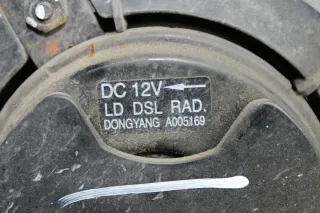 DC 12V ←
LD DSL RAD.
DONGYANG A005169